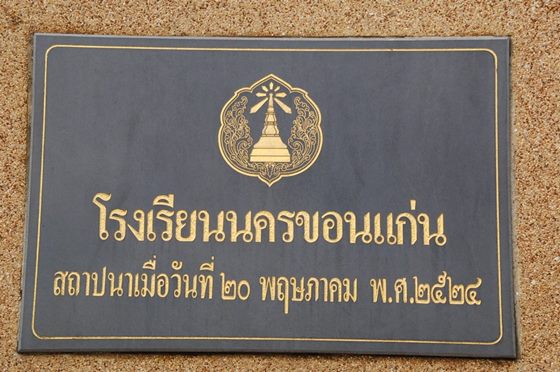 โรงเรียนนครขอนแก่น
สถาปนาเมื่อวันที่ ๒๐ พฤษภาคม พ.ศ.๒๕๒๔